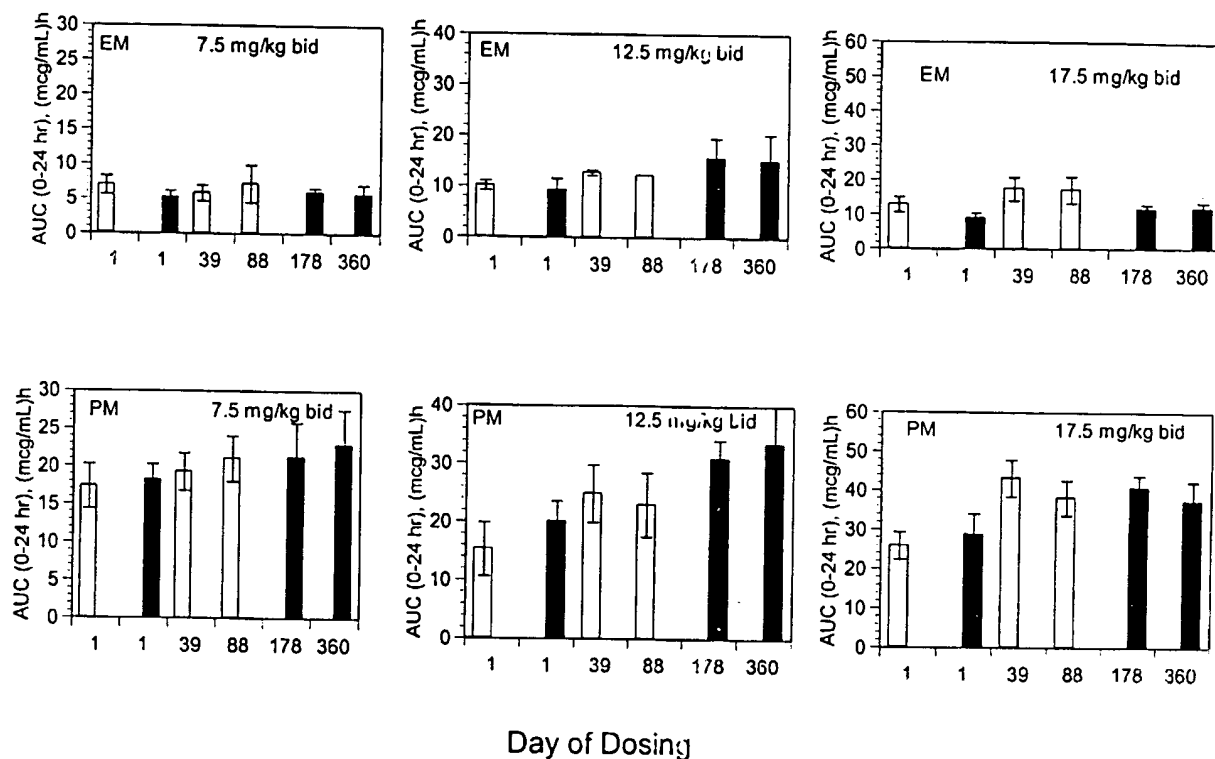 AUC (0-24 hr), (mcg/mL)h
30
25
20
15
10
5
0
EM 7.5 mg/kg bid
1 1 39 88 178 360
AUC (0-24 hr), (mcg/mL)h
40
30
20
10
0
EM 12.5 mg/kg bid
1 1 39 88 178 360
AUC (0-24 hr), (mcg/mL)h
60
50
40
30
20
10
0
EM 17.5 mg/kg bid
1 1 39 88 178 360
AUC (0-24 hr), (mcg/mL)h
30
25
20
15
10
5
0
PM 7.5 mg/kg bid
1 1 39 88 178 360
AUC (0-24 hr), (mcg/mL)h
40
30
20
10
0
PM 12.5 mg/kg bid
1 1 39 88 178 360
AUC (0-24 hr), (mcg/mL)h
60
50
40
30
20
10
0
PM 17.5 mg/kg bid
1 1 39 88 178 360
Day of Dosing